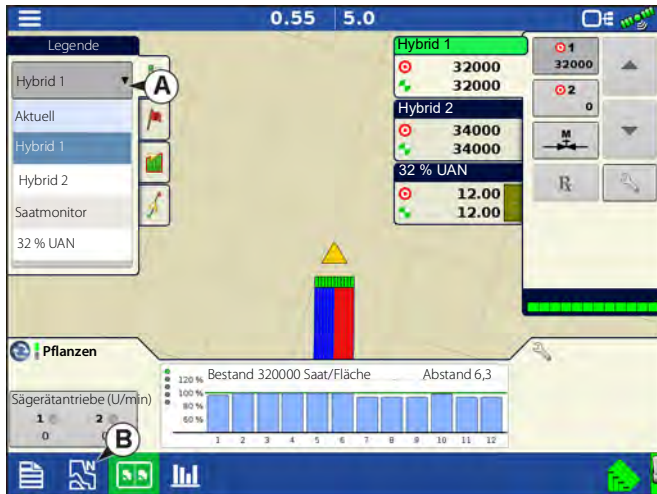 0.55 5.0
Legende
Hybrid 1
A
Aktuell
Hybrid 1
Hybrid 2
Saatmonitor
32 % UAN
Hybrid 1
32000
32000
Hybrid 2
34000
34000
32 % UAN
12.00
12.00
1
32000
2
0
M
R
Pflanzen
Sägerätantriebe (U/min)
1 2
0 0
B
N
Bestand 320000 Saat/Fläche Abstand 6,3
120 %
100 %
80 %
60 %
1 2 3 4 5 6 7 8 9 10 11 12